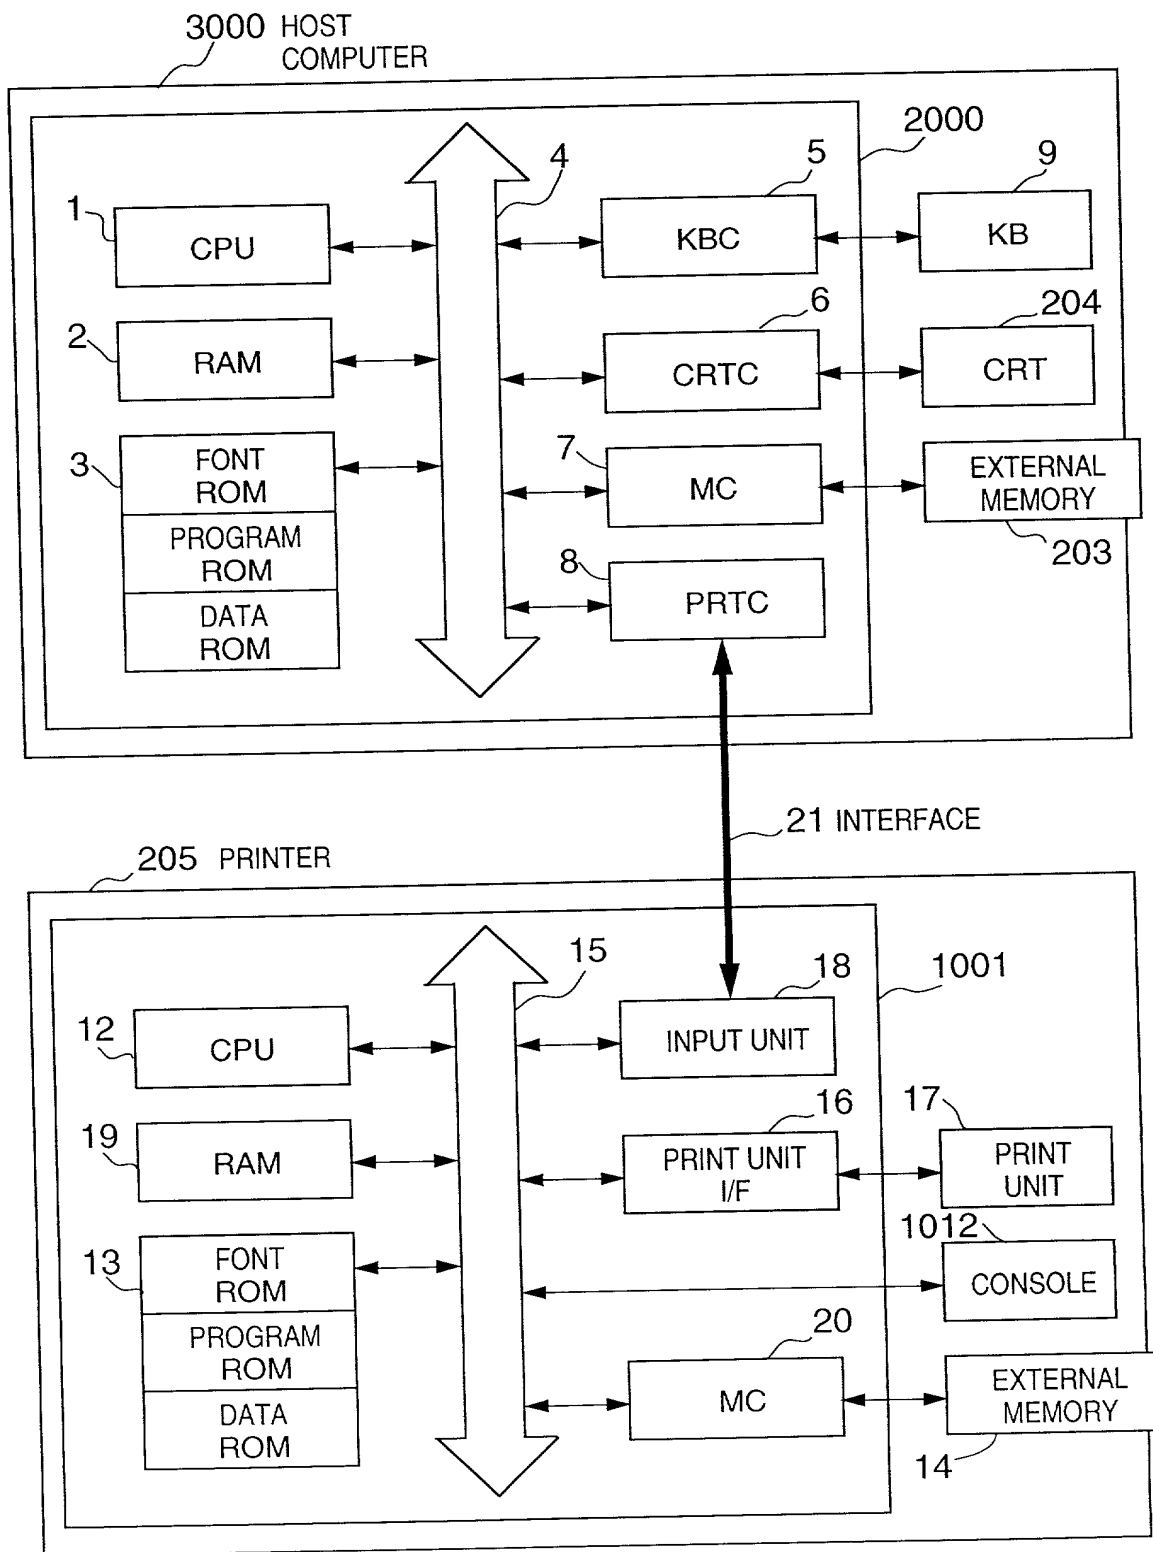 3000 HOST
COMPUTER
2000
4
5
9
1
CPU
KBC
KB
6
204
2
RAM
CRTC
CRT
7
3
FONT
ROM
MC
EXTERNAL
MEMORY
203
PROGRAM
ROM
8
PRTC
DATA
ROM
21 INTERFACE
205 PRINTER
15
18
1001
12
CPU
INPUT UNIT
16
17
19
RAM
PRINT UNIT
I/F
PRINT
UNIT
1012
13
FONT
ROM
CONSOLE
PROGRAM
ROM
20
MC
EXTERNAL
MEMORY
14
DATA
ROM